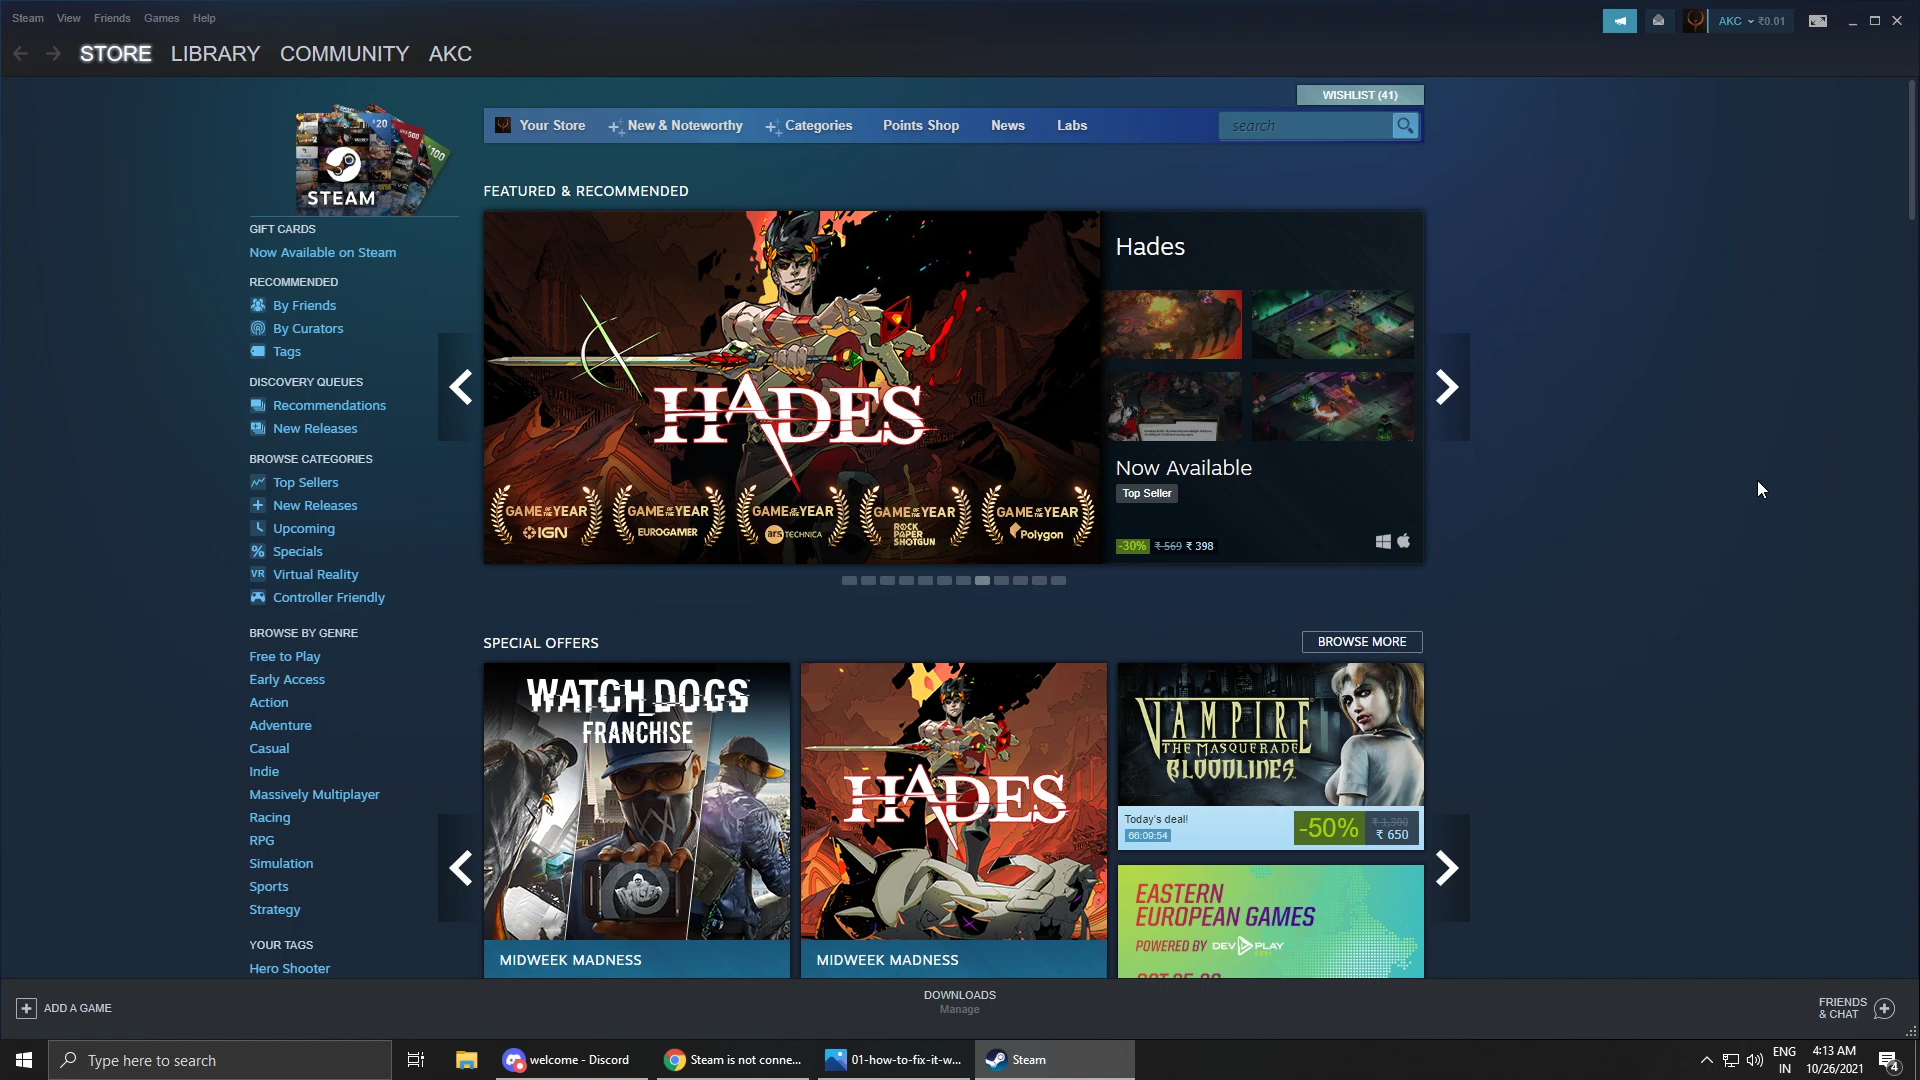 Steam View Friends Games Help
AKC ₹0.01
STORE LIBRARY COMMUNITY AKC
WISHLIST (41)
Your Store New & Noteworthy Categories Points Shop News Labs search
STEAM
GIFT CARDS
Now Available on Steam
RECOMMENDED
By Friends
By Curators
Tags
DISCOVERY QUEUES
Recommendations
New Releases
BROWSE CATEGORIES
Top Sellers
New Releases
Upcoming
Specials
VR Virtual Reality
Controller Friendly
BROWSE BY GENRE
Free to Play
Early Access
Action
Adventure
Casual
Indie
Massively Multiplayer
Racing
RPG
Simulation
Sports
Strategy
YOUR TAGS
Hero Shooter
FEATURED & RECOMMENDED
HADES
GAME OF THE YEAR IGN
GAME OF THE YEAR EUROGAMER
GAME OF THE YEAR ars TECHNICA
GAME OF THE YEAR ROCK PAPER SHOTGUN
GAME OF THE YEAR Polygon
Hades
Now Available
Top Seller
-30% ₹ 569 ₹ 398
SPECIAL OFFERS
BROWSE MORE
WATCH_DOGS
FRANCHISE
MIDWEEK MADNESS
HADES
MIDWEEK MADNESS
VAMPIRE
THE MASQUERADE
BLOODLINES
Today's deal!
66:09:54
-50% ₹ 1,300
₹ 650
EASTERN
EUROPEAN GAMES
POWERED BY DEV PLAY
ADD A GAME
DOWNLOADS
Manage
FRIENDS
& CHAT
Type here to search
welcome - Discord
Steam is not conne...
01-how-to-fix-it-w...
Steam
ENG
IN
4:13 AM
10/26/2021
4